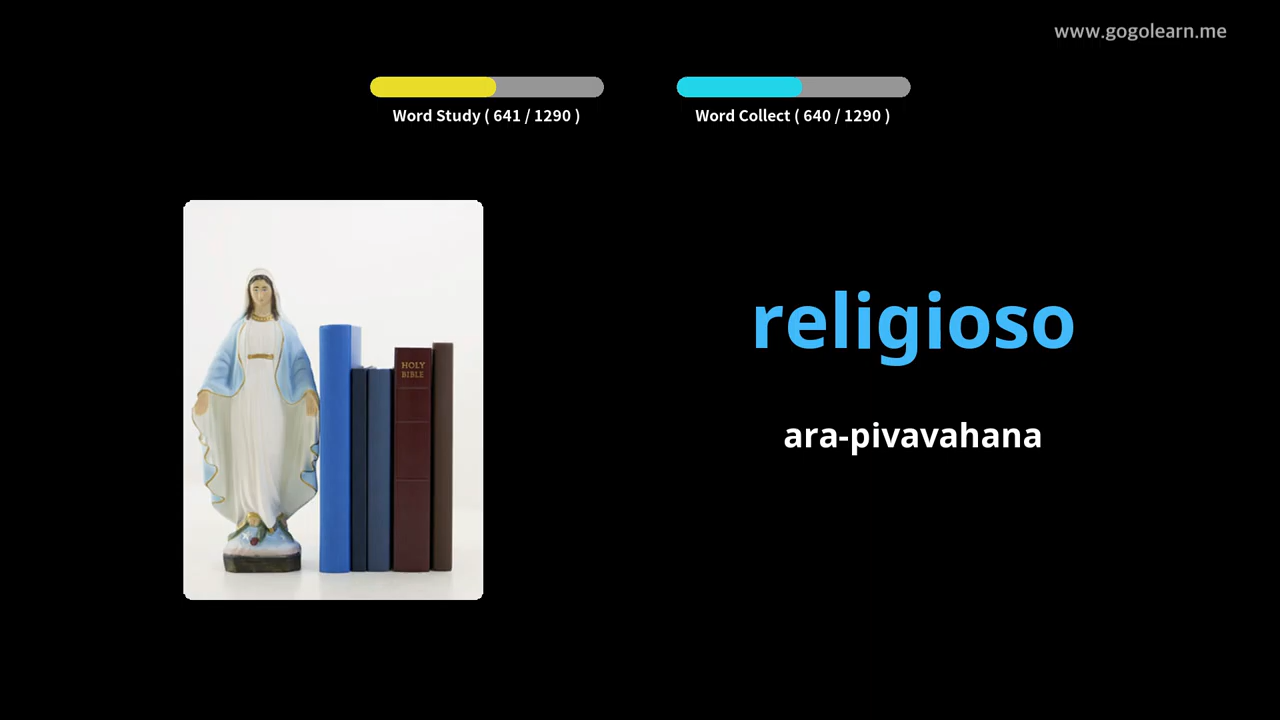 www.gogolearn.me
Word Study ( 641 / 1290 )
Word Collect ( 640 / 1290 )
HOLY
BIBLE
religioso
ara-pivavahana